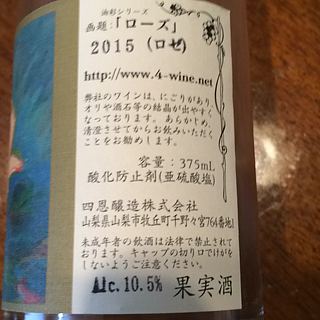 油彩シリーズ
画題:「ローズ」
2015 (ロゼ)
http://www.4-wine.net
弊社のワインは、にごりがあり、
オリや酒石等の結晶が出やすく
なっております。あらかじめ、
清澄させてからお飲みいただく
ことをお勧めします。
容量:375mL
酸化防止剤(亜硫酸塩)
四恩醸造株式会社
山梨県山梨市牧丘町千野々宮764番地1
未成年者の飲酒は法律で禁止されて
おります。キャップの切り口でけがを
しないようご注意ください。
Alc.10.5% 果実酒